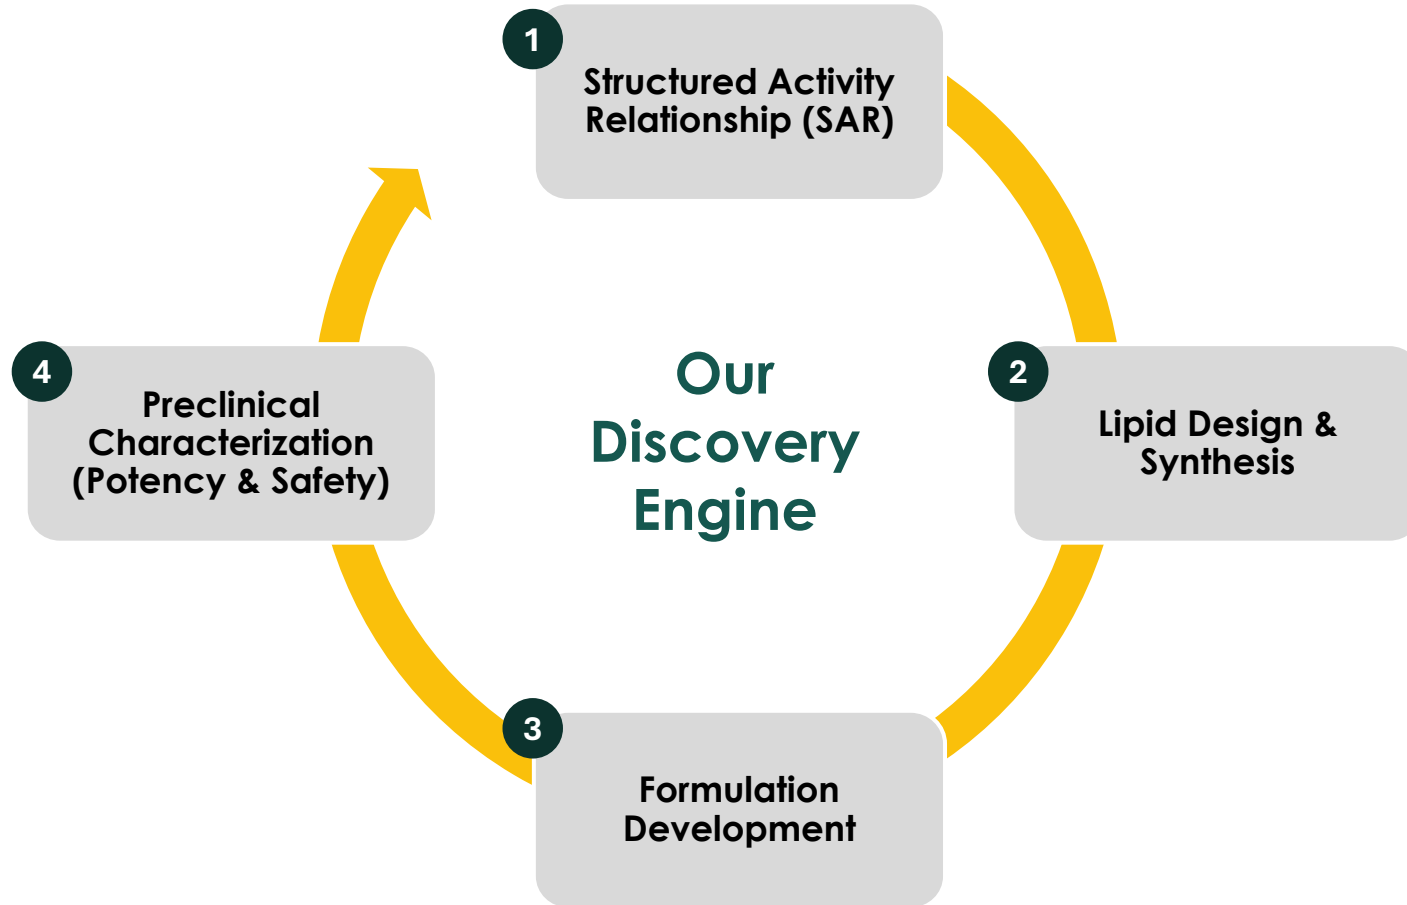 1
Structured Activity
Relationship (SAR)
2
Lipid Design &
Synthesis
3
Formulation
Development
4
Preclinical
Characterization
(Potency & Safety)
Our
Discovery
Engine